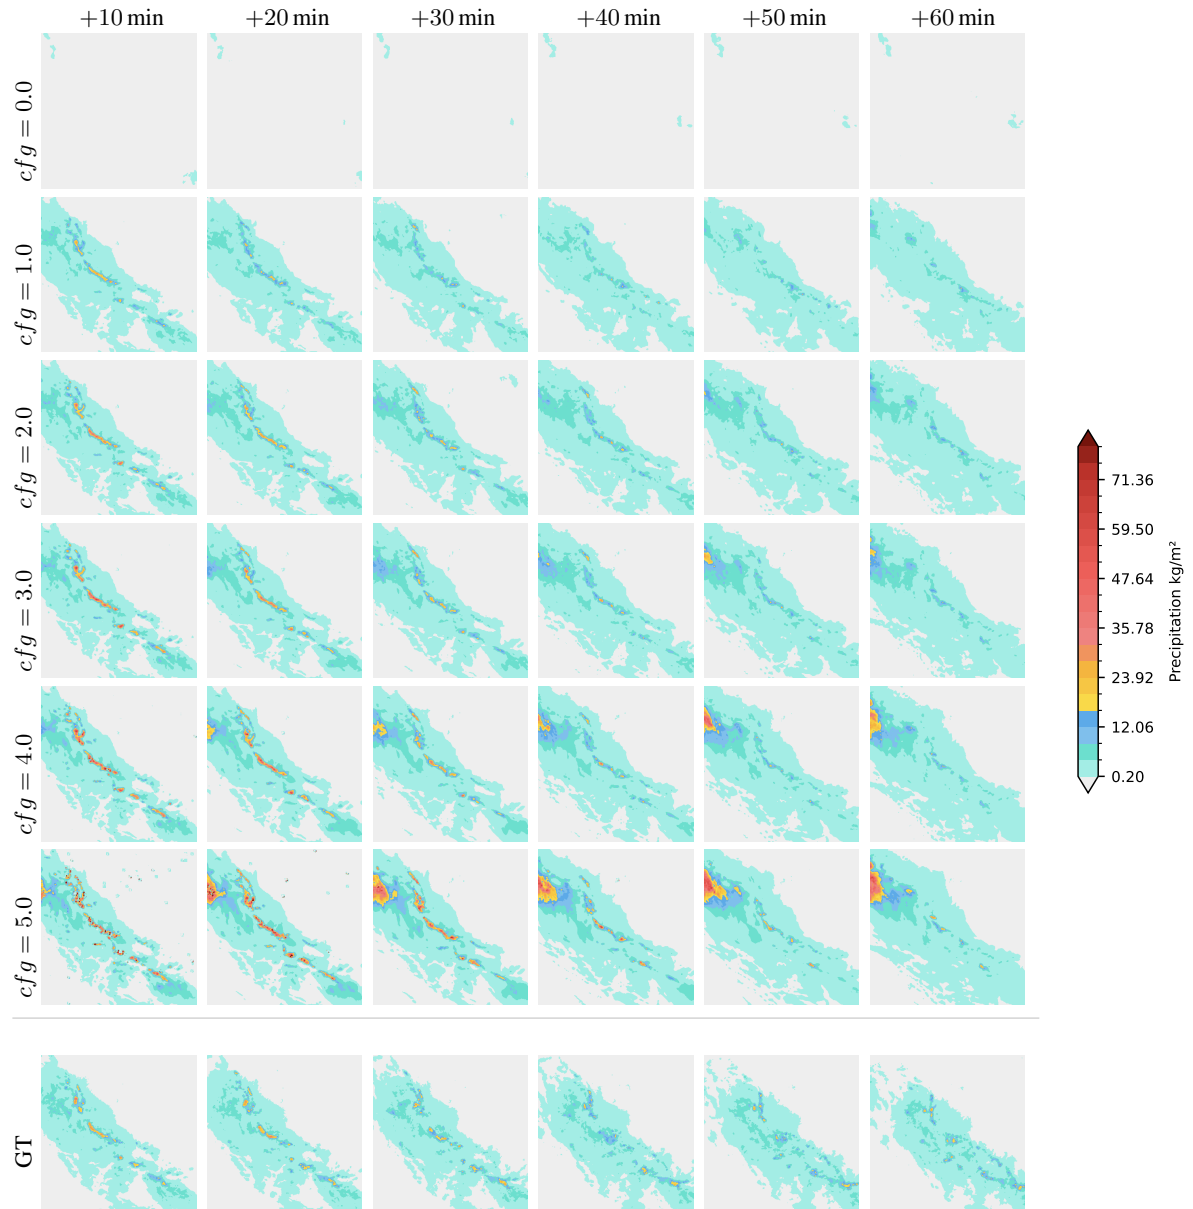 +10 min +20 min +30 min +40 min +50 min +60 min
cfg = 0.0
cfg = 1.0
cfg = 2.0
cfg = 3.0
cfg = 4.0
cfg = 5.0
GT
71.36
59.50
47.64
35.78
23.92
12.06
0.20
Precipitation kg/m²